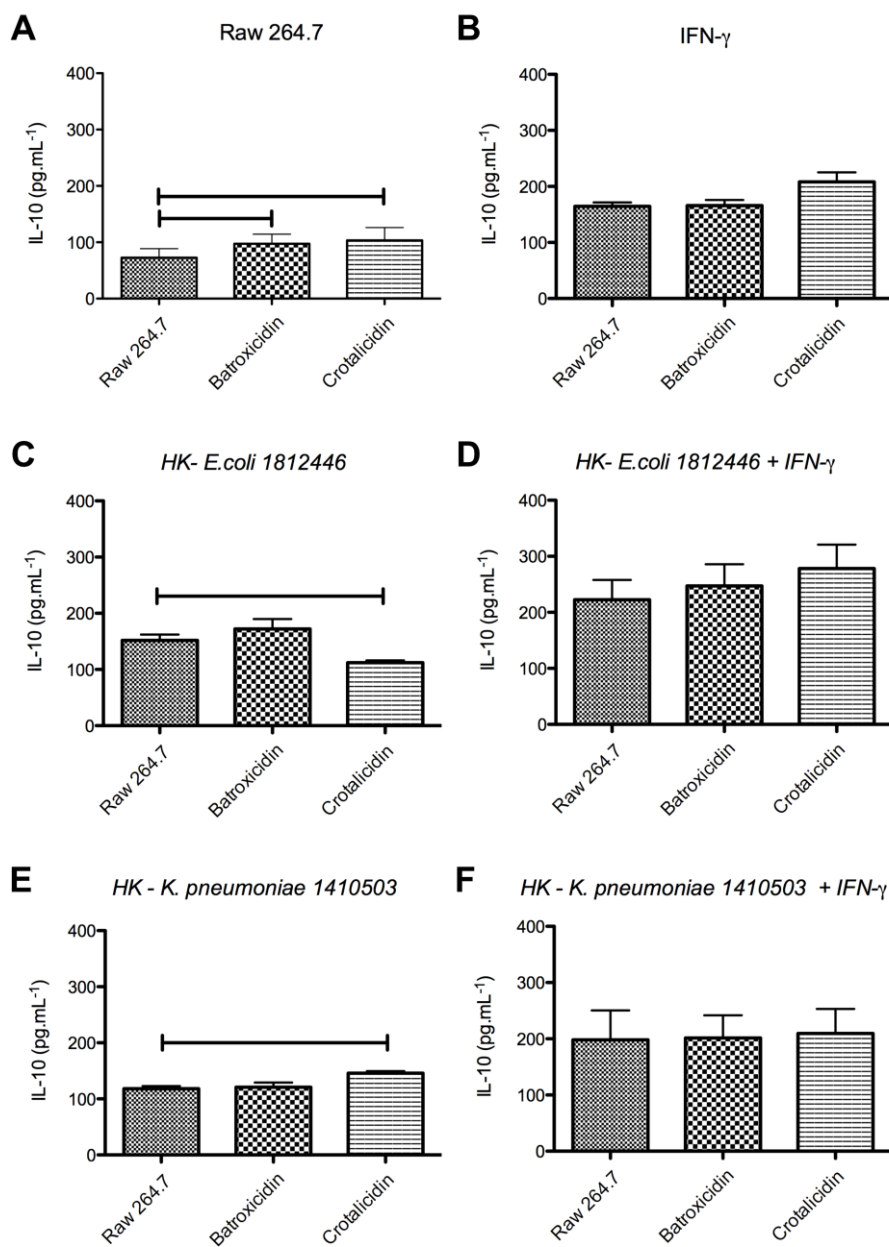 A
Raw 264.7
IL-10 (pg.mL⁻¹)
400
300
200
100
0
Raw 264.7
Batroxicidin
Crotalicidin
B
IFN-γ
IL-10 (pg.mL⁻¹)
400
300
200
100
0
Raw 264.7
Batroxicidin
Crotalicidin
C
HK- E.coli 1812446
IL-10 (pg.mL⁻¹)
400
300
200
100
0
Raw 264.7
Batroxicidin
Crotalicidin
D
HK- E.coli 1812446 + IFN-γ
IL-10 (pg.mL⁻¹)
400
300
200
100
0
Raw 264.7
Batroxicidin
Crotalicidin
E
HK - K. pneumoniae 1410503
IL-10 (pg.mL⁻¹)
400
300
200
100
0
Raw 264.7
Batroxicidin
Crotalicidin
F
HK - K. pneumoniae 1410503 + IFN-γ
IL-10 (pg.mL⁻¹)
400
300
200
100
0
Raw 264.7
Batroxicidin
Crotalicidin